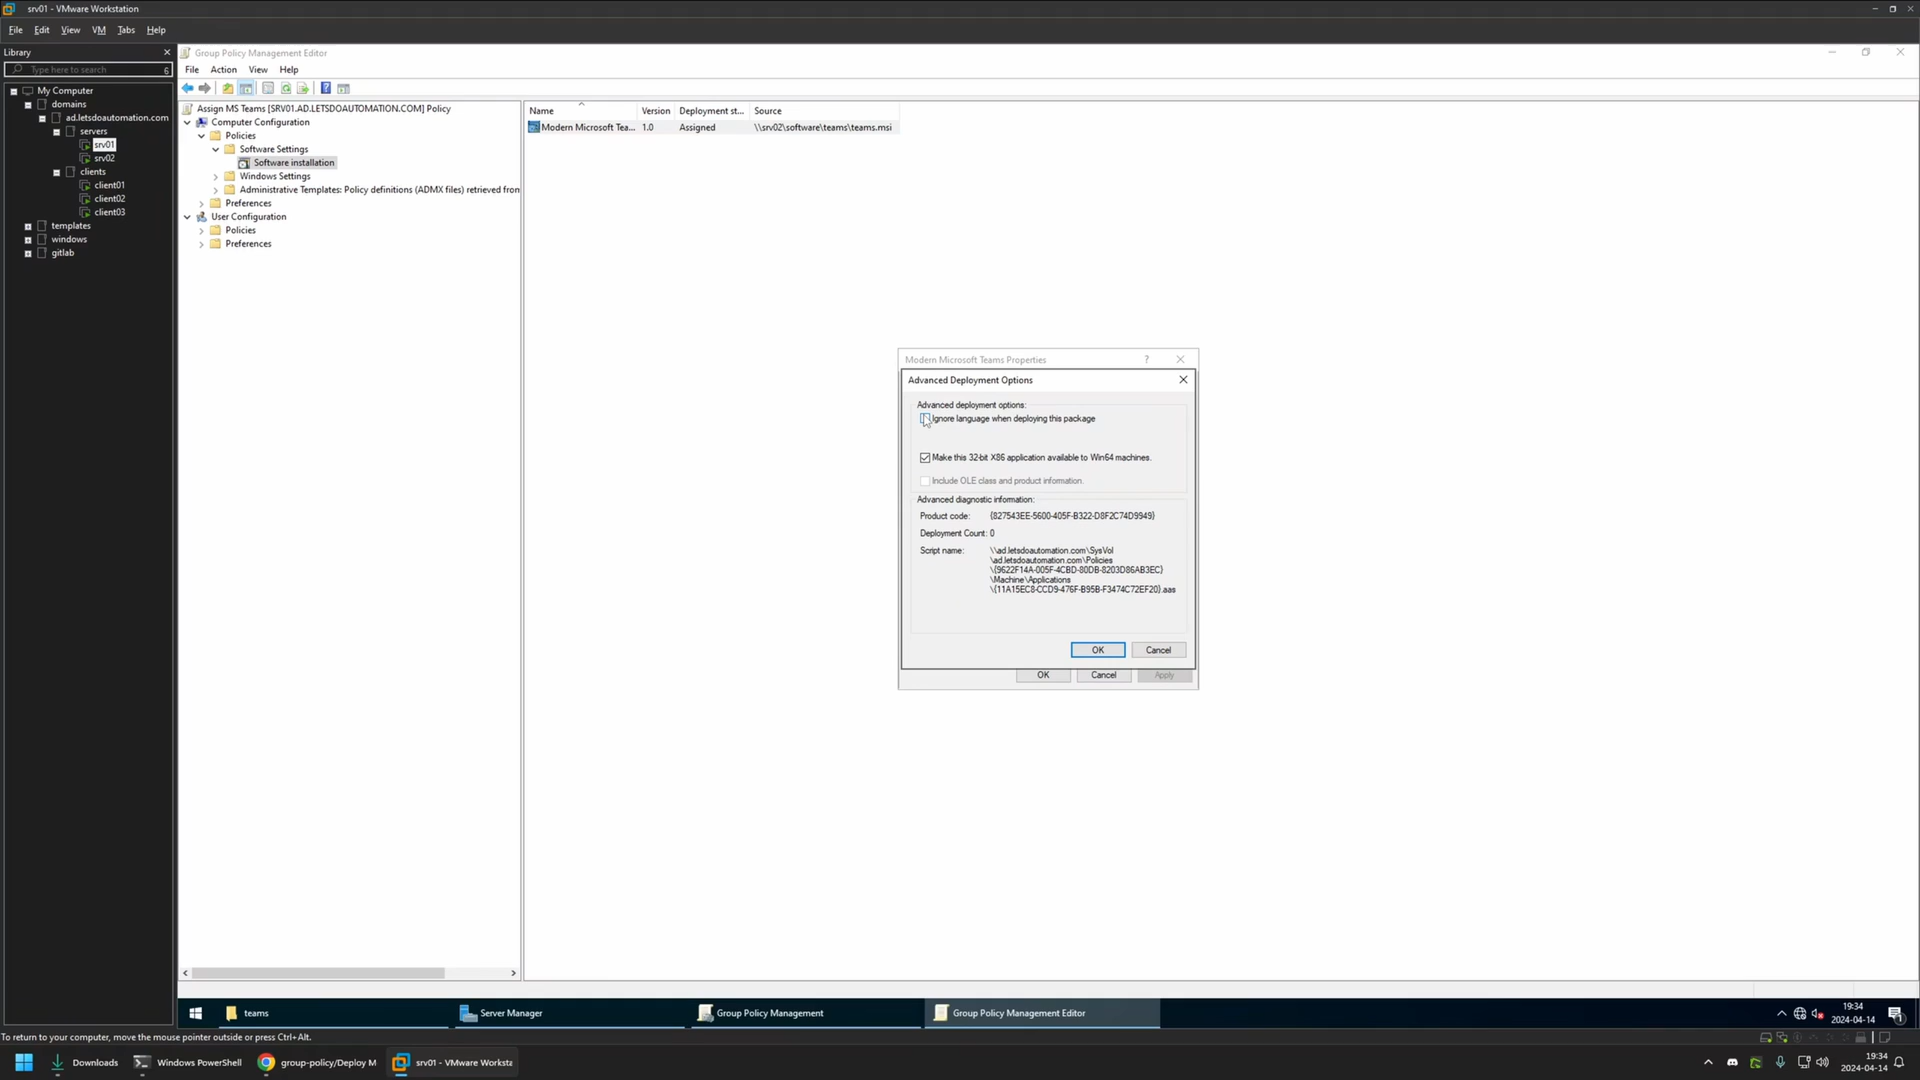 srv01 - VMware Workstation
File Edit View VM Tabs Help
Library
Type here to search
My Computer
domains
ad.letsdoautomation.com
servers
srv01
srv02
clients
client01
client02
client03
templates
windows
gitlab
Group Policy Management Editor
File Action View Help
Assign MS Teams [SRV01.AD.LETSDOAUTOMATION.COM] Policy
Computer Configuration
Policies
Software Settings
Software installation
Windows Settings
Administrative Templates: Policy definitions (ADMX files) retrieved from
Preferences
User Configuration
Policies
Preferences
Name Version Deployment st... Source
Modern Microsoft Tea... 1.0 Assigned \\srv02\software\teams\teams.msi
Modern Microsoft Teams Properties ?
Advanced Deployment Options
Advanced deployment options:
Ignore language when deploying this package
Make this 32-bit X86 application available to Win64 machines.
Include OLE class and product information.
Advanced diagnostic information:
Product code: {827543EE-5600-405F-B322-D8F2C74D9949}
Deployment Count: 0
Script name: \\ad.letsdoautomation.com\SysVol
\ad.letsdoautomation.com\Policies
\{9622F14A-005F-4CBD-80DB-8203D86AB3EC}
\Machine\Applications
\{11A15EC8-CCD9-476F-B95B-F3474C72EF20}.aas
OK Cancel
OK Cancel Apply
teams Server Manager Group Policy Management Group Policy Management Editor
19:34
2024-04-14
To return to your computer, move the mouse pointer outside or press Ctrl+Alt.
Downloads Windows PowerShell group-policy/Deploy M srv01 - VMware Worksta
19:34
2024-04-14